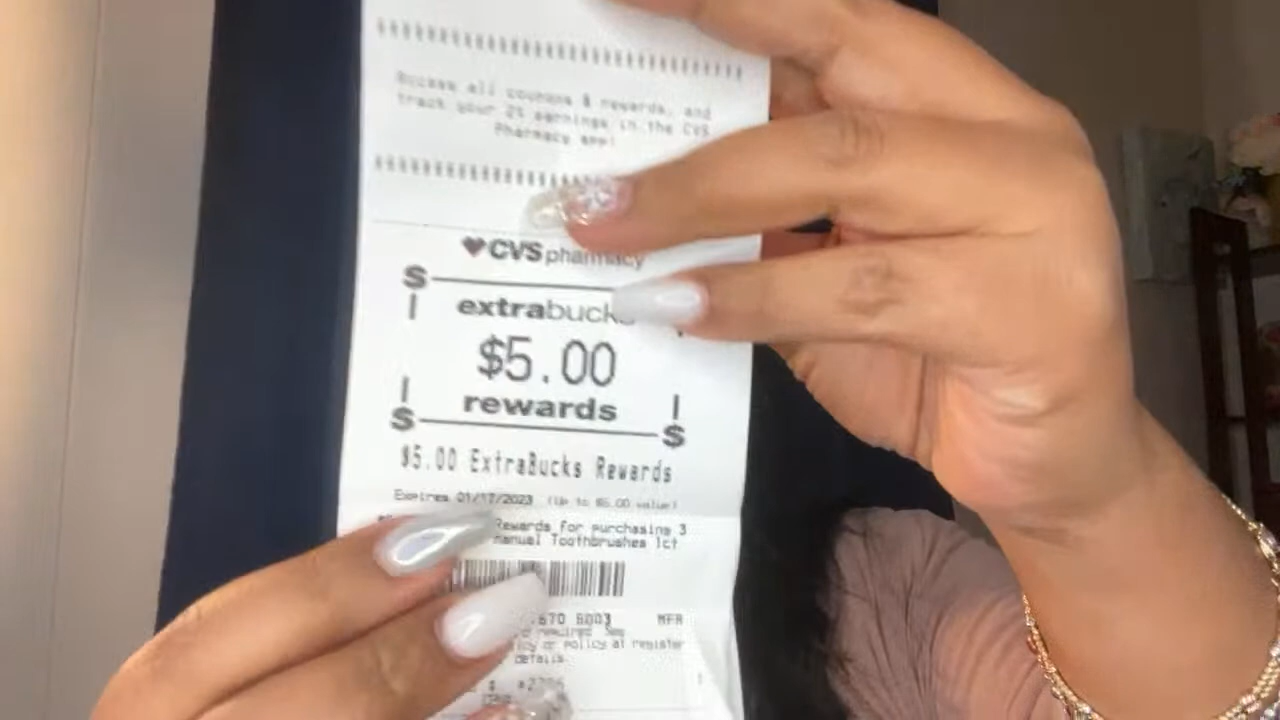 $$$$$$$$$$$$$$$$$$$$$$$$$$$$$$
Access all coupons & rewards, and
track your 2% earnings in the CVS
Pharmacy app!
CVS pharmacy
extrabucks
$5.00
rewards
$5.00 ExtraBucks Rewards
Expires 01/17/2023 (Up to $5.00 value)
Rewards for purchasing 3
manual Toothbrushes 1ct
670 6003 MFR
required
policy at register
details